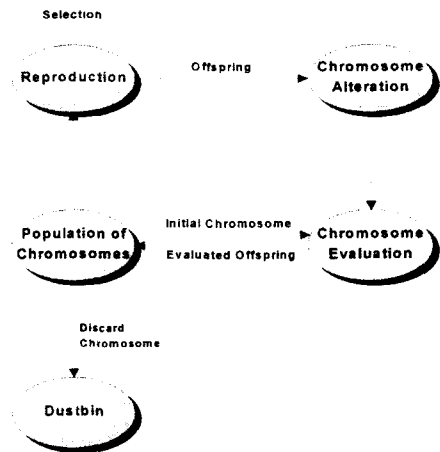 Selection
Reproduction
Offspring
Chromosome
Alteration
Population of
Chromosomes
Initial Chromosome
Evaluated Offspring
Chromosome
Evaluation
Discard
Chromosome
Dustbin